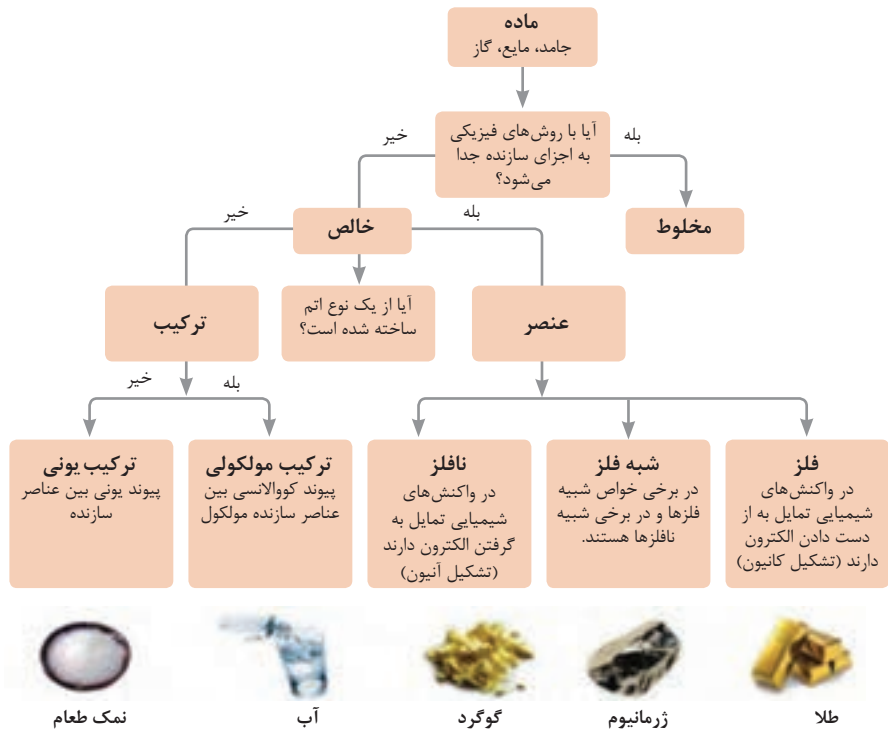 ماده
جامد، مایع، گاز
آیا با روش‌های فیزیکی
به اجزای سازنده جدا
می‌شود؟
بله
خیر
مخلوط
خالص
بله
خیر
عنصر
آیا از یک نوع اتم
ساخته شده است؟
ترکیب
بله
خیر
فلز
در واکنش‌های
شیمیایی تمایل به از
دست دادن الکترون
دارند (تشکیل کاتیون)
شبه فلز
در برخی خواص شبیه
فلزها و در برخی شبیه
نافلزها هستند.
نافلز
در واکنش‌های
شیمیایی تمایل به
گرفتن الکترون دارند
(تشکیل آنیون)
ترکیب مولکولی
پیوند کووالانسی بین
عناصر سازنده مولکول
ترکیب یونی
پیوند یونی بین عناصر
سازنده
طلا
ژرمانیوم
گوگرد
آب
نمک طعام